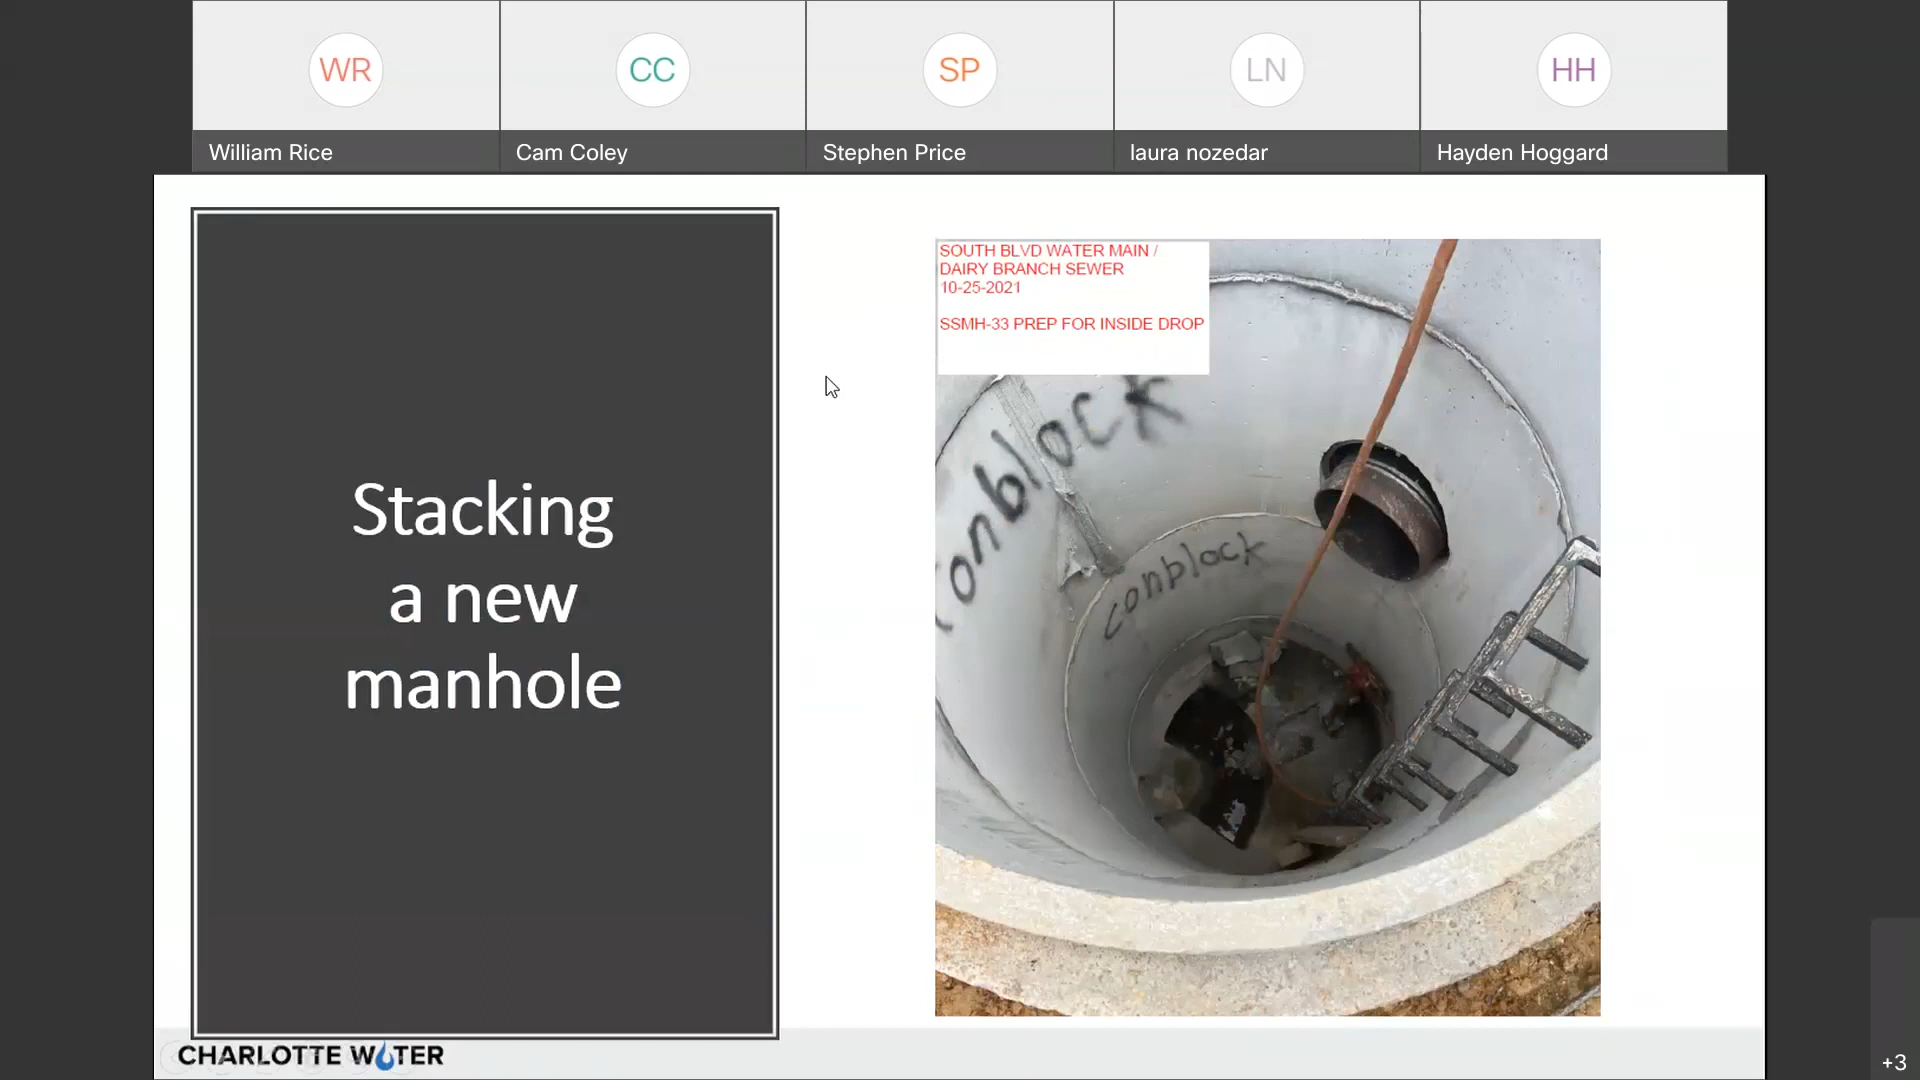 WR
CC
SP
LN
HH
William Rice
Cam Coley
Stephen Price
laura nozedar
Hayden Hoggard
Stacking
a new
manhole
SOUTH BLVD WATER MAIN /
DAIRY BRANCH SEWER
10-25-2021
SSMH-33 PREP FOR INSIDE DROP
conblock
conblock
CHARLOTTE WATER
+3